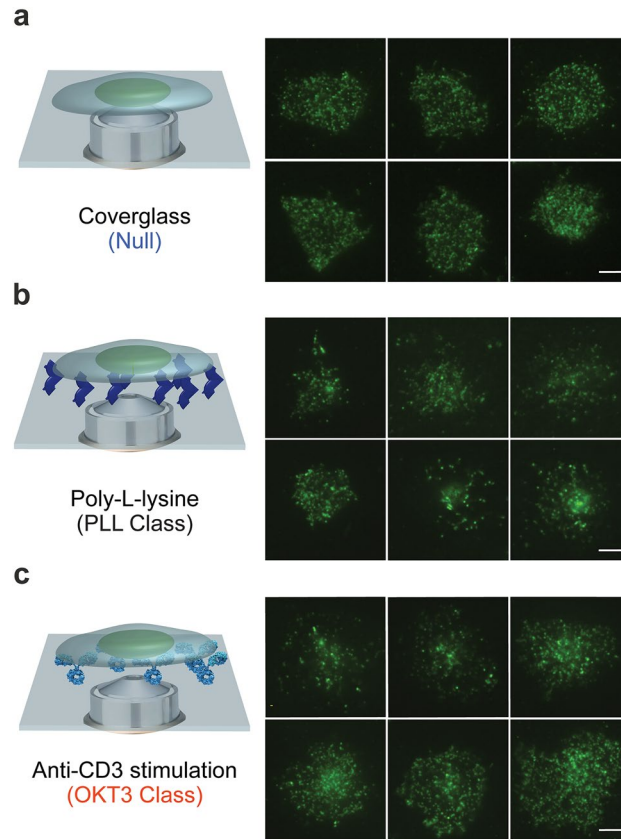 a
Coverglass
(Null)
b
Poly-L-lysine
(PLL Class)
c
Anti-CD3 stimulation
(OKT3 Class)